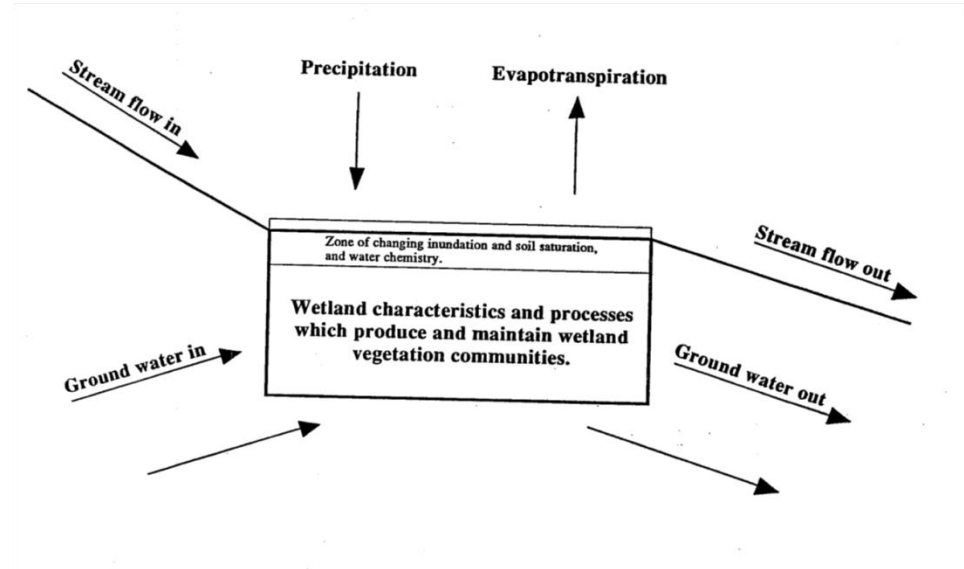 Precipitation
Evapotranspiration
Stream flow in
Stream flow out
Zone of changing inundation and soil saturation,
and water chemistry.
Wetland characteristics and processes
which produce and maintain wetland
vegetation communities.
Ground water in
Ground water out